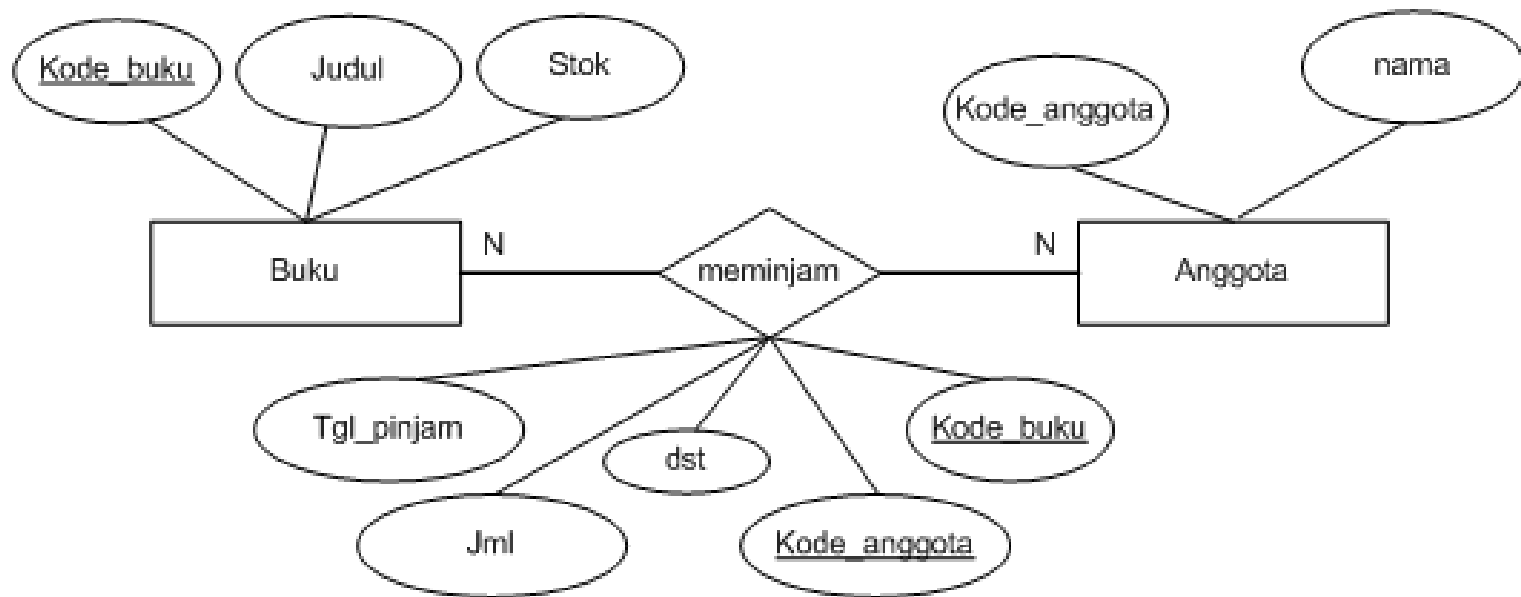 Kode_buku
Judul
Stok
Kode_anggota
nama
Buku
N
meminjam
N
Anggota
Tgl_pinjam
dst
Kode_buku
Jml
Kode_anggota